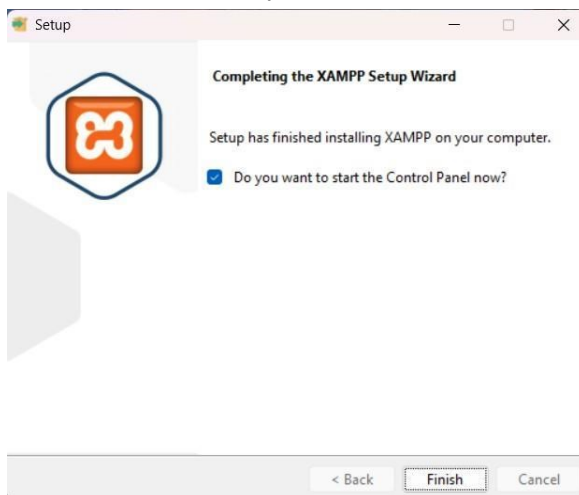 Setup
Completing the XAMPP Setup Wizard
Setup has finished installing XAMPP on your computer.
Do you want to start the Control Panel now?
< Back
Finish
Cancel